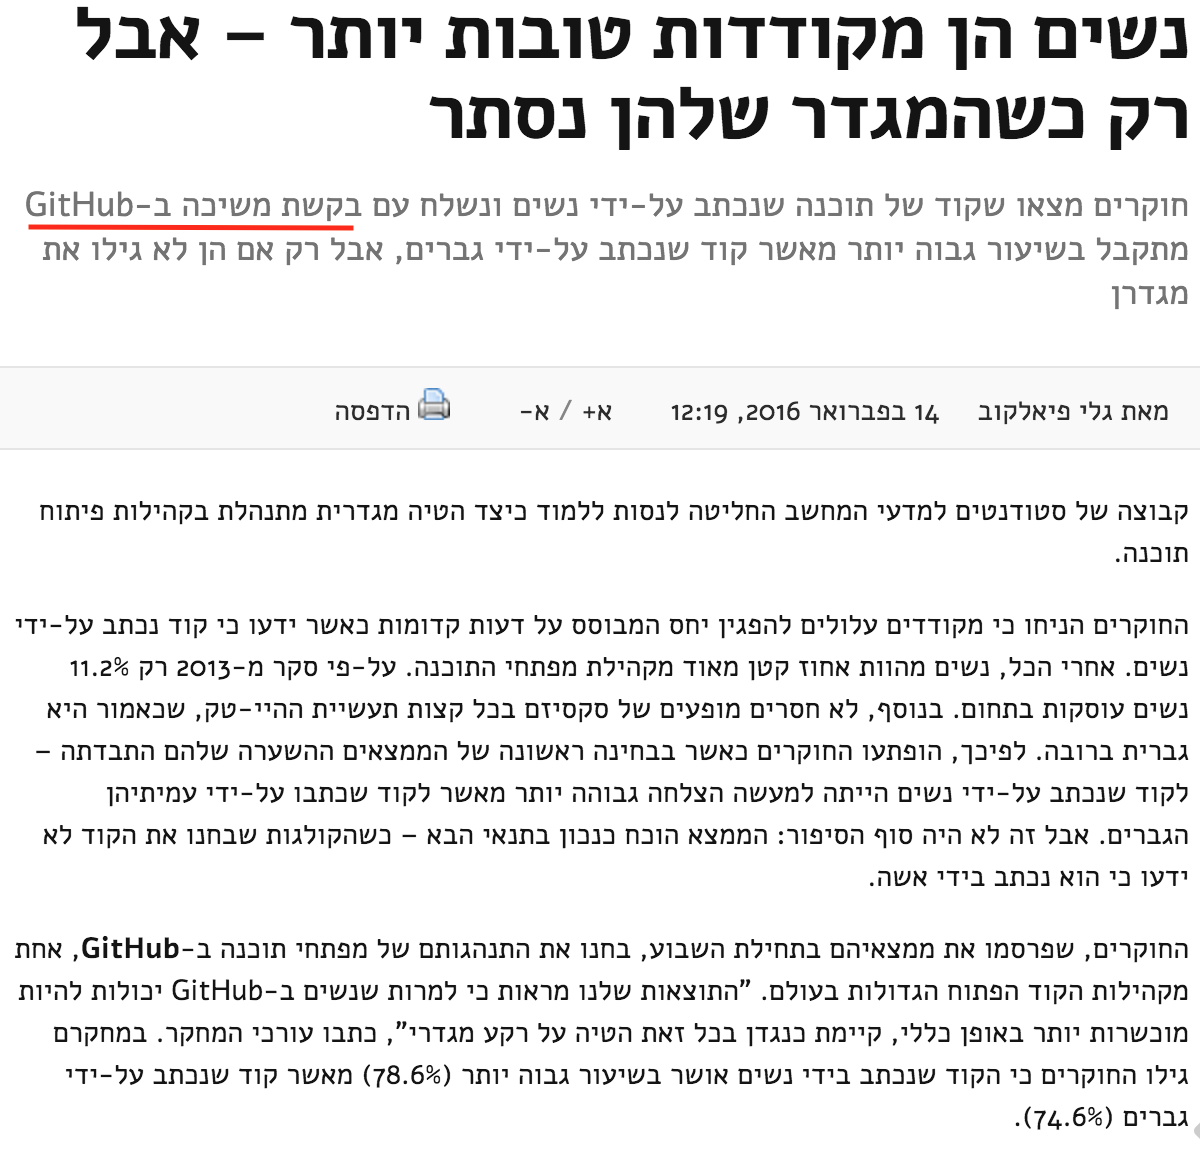 נשים הן מקודדות טובות יותר – אבל
רק כשהמגדר שלהן נסתר
חוקרים מצאו שקוד של תוכנה שנכתב על-ידי נשים ונשלח עם בקשת משיכה ב-GitHub
מתקבל בשיעור גבוה יותר מאשר קוד שנכתב על-ידי גברים, אבל רק אם הן לא גילו את
מגדרן
מאת גלי פיאלקוב 14 בפברואר 2016, 12:19 א+ / א- הדפסה
קבוצה של סטודנטים למדעי המחשב החליטה לנסות ללמוד כיצד הטיה מגדרית מתנהלת בקהילות פיתוח
תוכנה.
החוקרים הניחו כי מקודדים עלולים להפגין יחס המבוסס על דעות קדומות כאשר ידעו כי קוד נכתב על-ידי
נשים. אחרי הכל, נשים מהוות אחוז קטן מאוד מקהילת מפתחי התוכנה. על-פי סקר מ-2013 רק 11.2%
נשים עוסקות בתחום. בנוסף, לא חסרים מופעים של סקסיזם בכל קצות תעשיית ההיי-טק, שכאמור היא
גברית ברובה. לפיכך, הופתעו החוקרים כאשר בבחינה ראשונה של הממצאים ההשערה שלהם התבדתה –
לקוד שנכתב על-ידי נשים הייתה למעשה הצלחה גבוהה יותר מאשר לקוד שכתבו על-ידי עמיתיהן
הגברים. אבל זה לא היה סוף הסיפור: הממצא הוכח כנכון בתנאי הבא – כשהקולגות שבחנו את הקוד לא
ידעו כי הוא נכתב בידי אשה.
החוקרים, שפרסמו את ממצאיהם בתחילת השבוע, בחנו את התנהגותם של מפתחי תוכנה ב-GitHub, אחת
מקהילות הקוד הפתוח הגדולות בעולם. ”התוצאות שלנו מראות כי למרות שנשים ב-GitHub יכולות להיות
מוכשרות יותר באופן כללי, קיימת כנגדן בכל זאת הטיה על רקע מגדרי”, כתבו עורכי המחקר. במחקרם
גילו החוקרים כי הקוד שנכתב בידי נשים אושר בשיעור גבוה יותר (78.6%) מאשר קוד שנכתב על-ידי
גברים (74.6%).